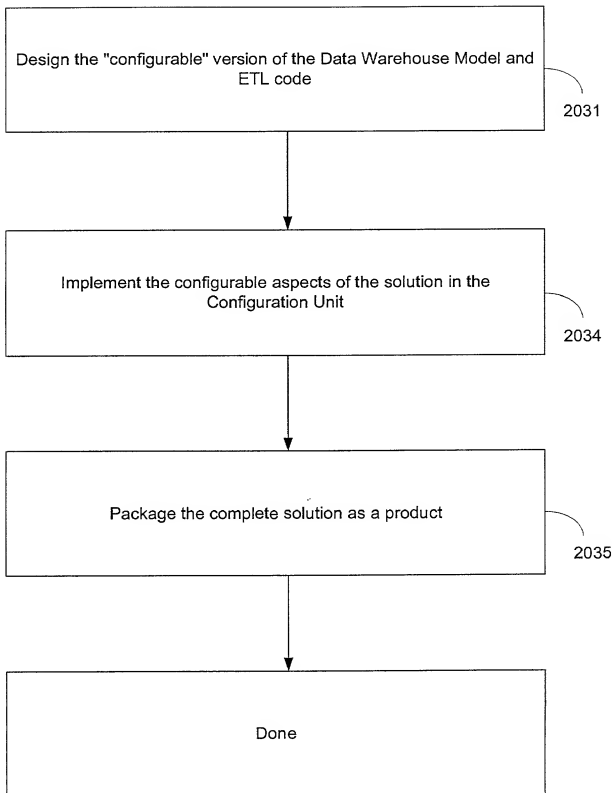 Design the "configurable" version of the Data Warehouse Model and
ETL code
2031
Implement the configurable aspects of the solution in the
Configuration Unit
2034
Package the complete solution as a product
2035
Done